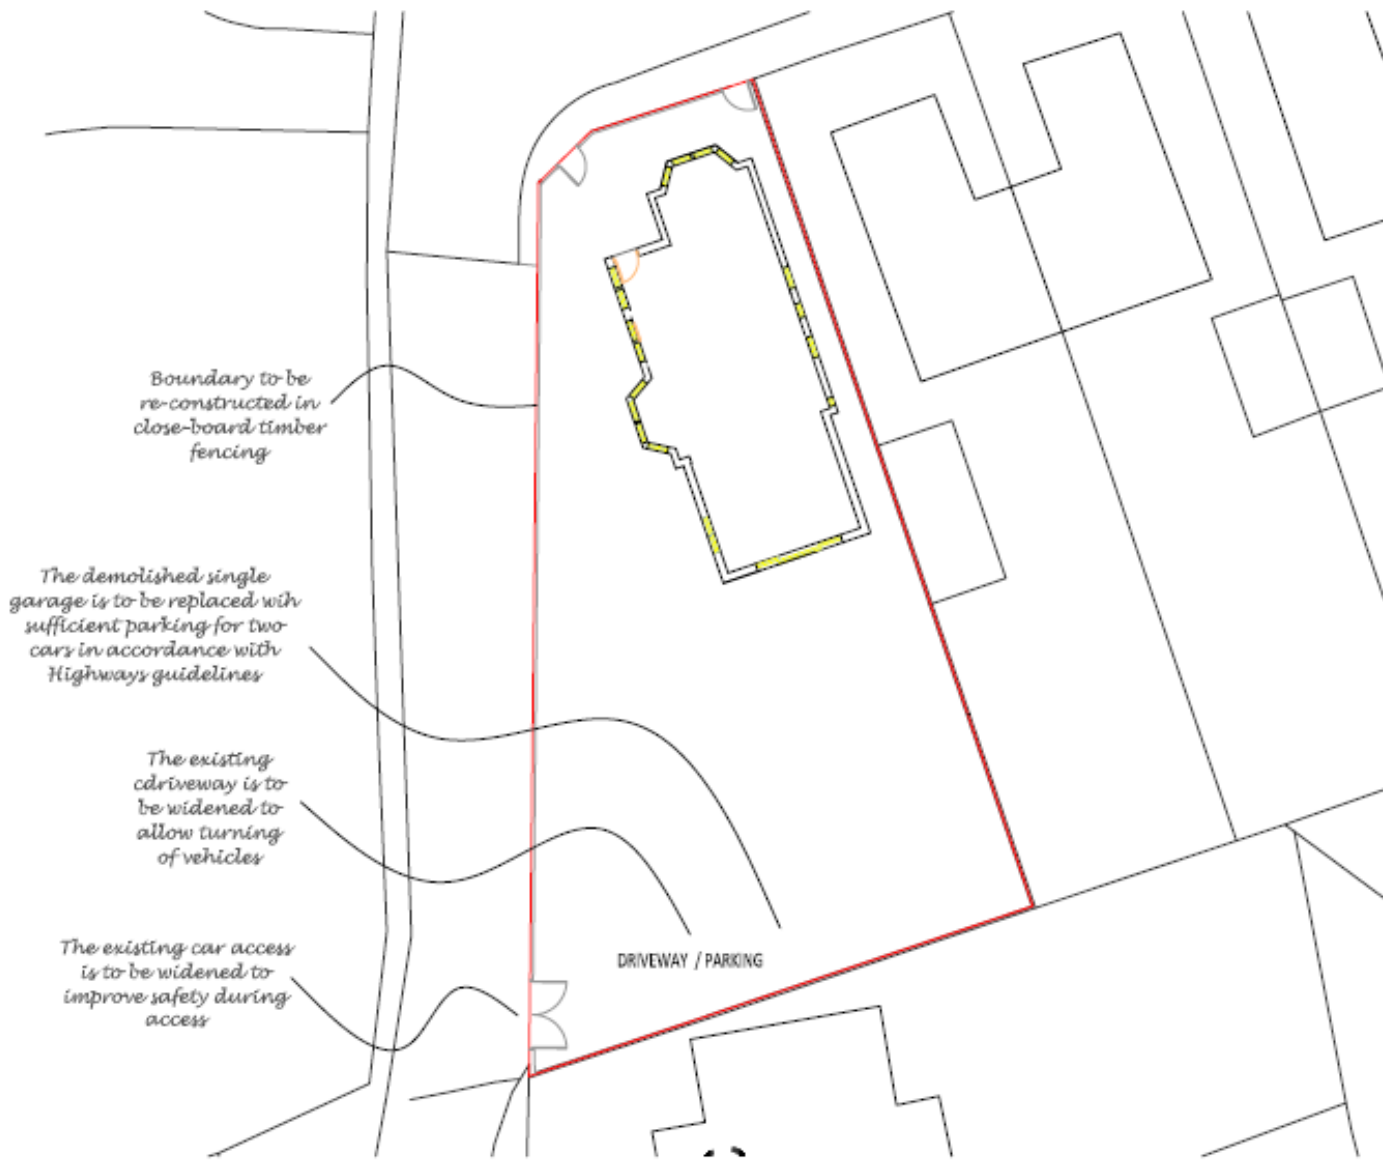 Boundary to be
re-constructed in
close-board timber
fencing
The demolished single
garage is to be replaced wih
sufficient parking for two
cars in accordance with
Highways guidelines
The existing
cdriveway is to
be widened to
allow turning
of vehicles
The existing car access
is to be widened to
improve safety during
access
DRIVEWAY / PARKING